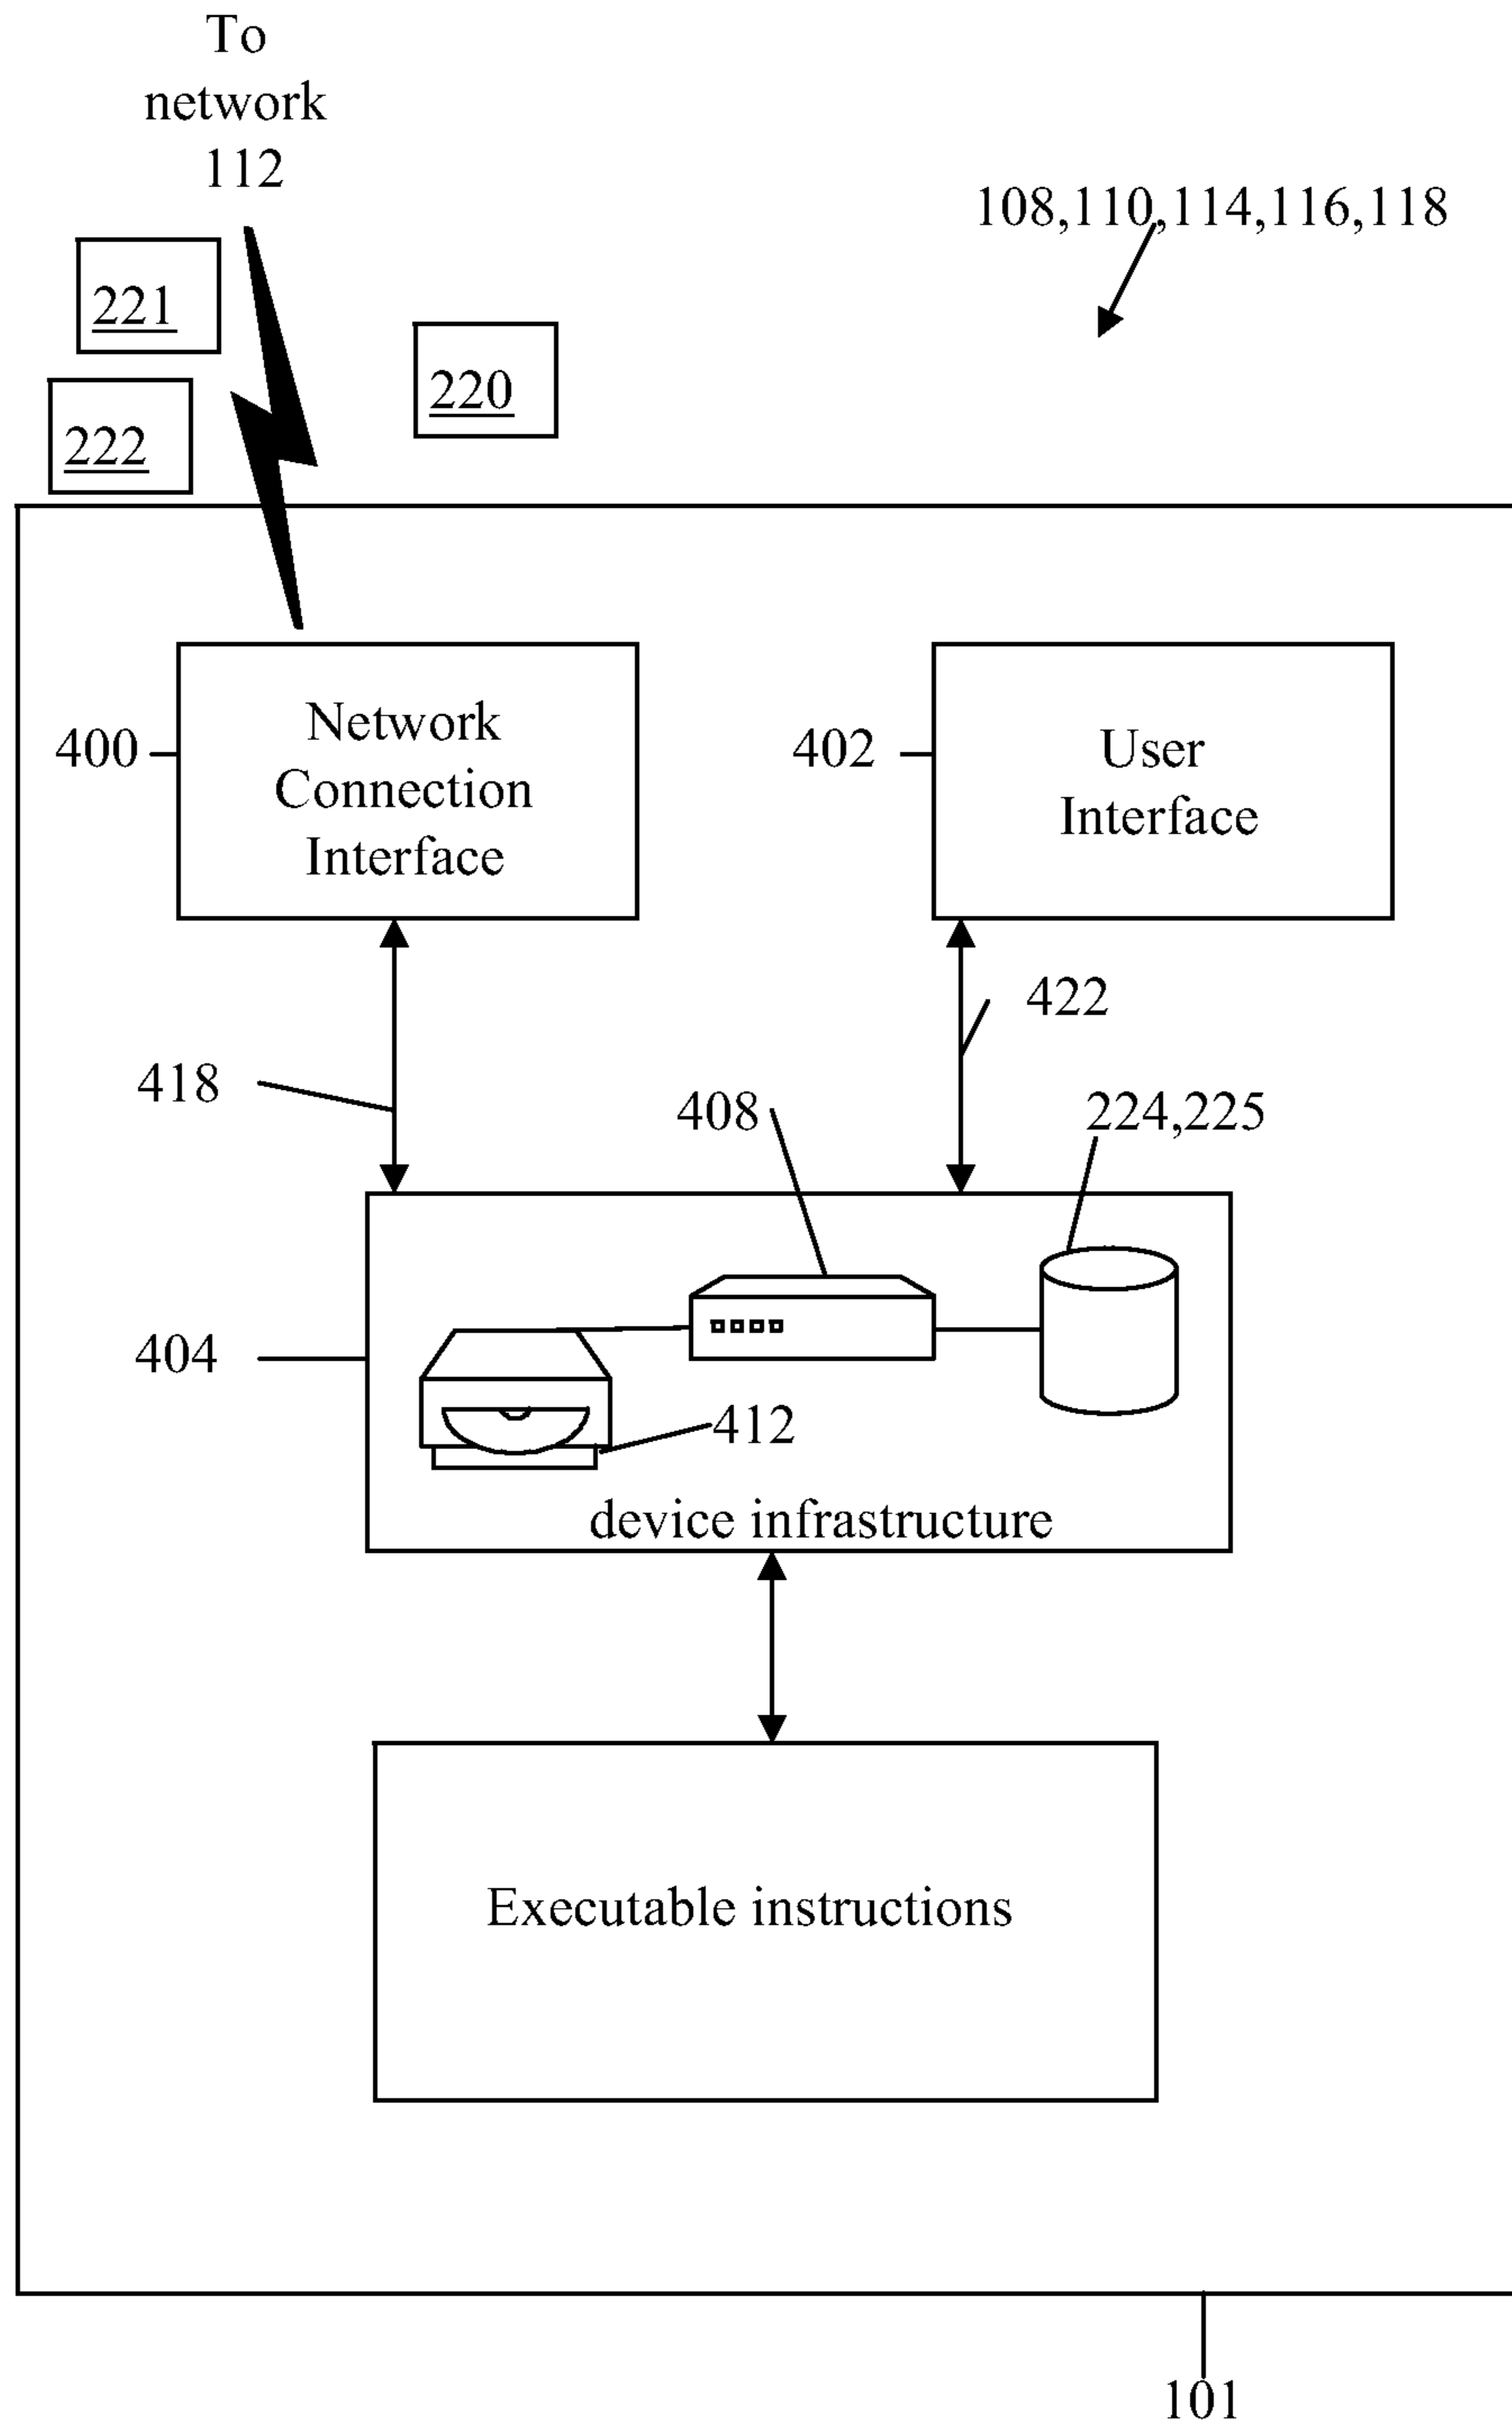 To
network
112
108,110,114,116,118
221
220
222
400
Network
Connection
Interface
402
User
Interface
422
418
408
224,225
404
412
device infrastructure
Executable instructions
101